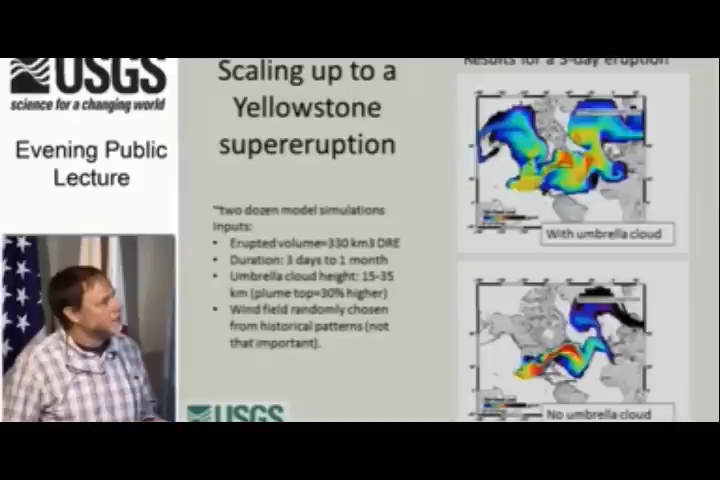 USGS
science for a changing world
Evening Public
Lecture
Scaling up to a
Yellowstone
supereruption
~two dozen model simulations
Inputs:
• Erupted volume=330 km3 DRE
• Duration: 3 days to 1 month
• Umbrella cloud height: 15-35
km (plume top=30% higher)
• Wind field randomly chosen
from historical patterns (not
that important).
USGS
Results for a 3-day eruption
With umbrella cloud
No umbrella cloud